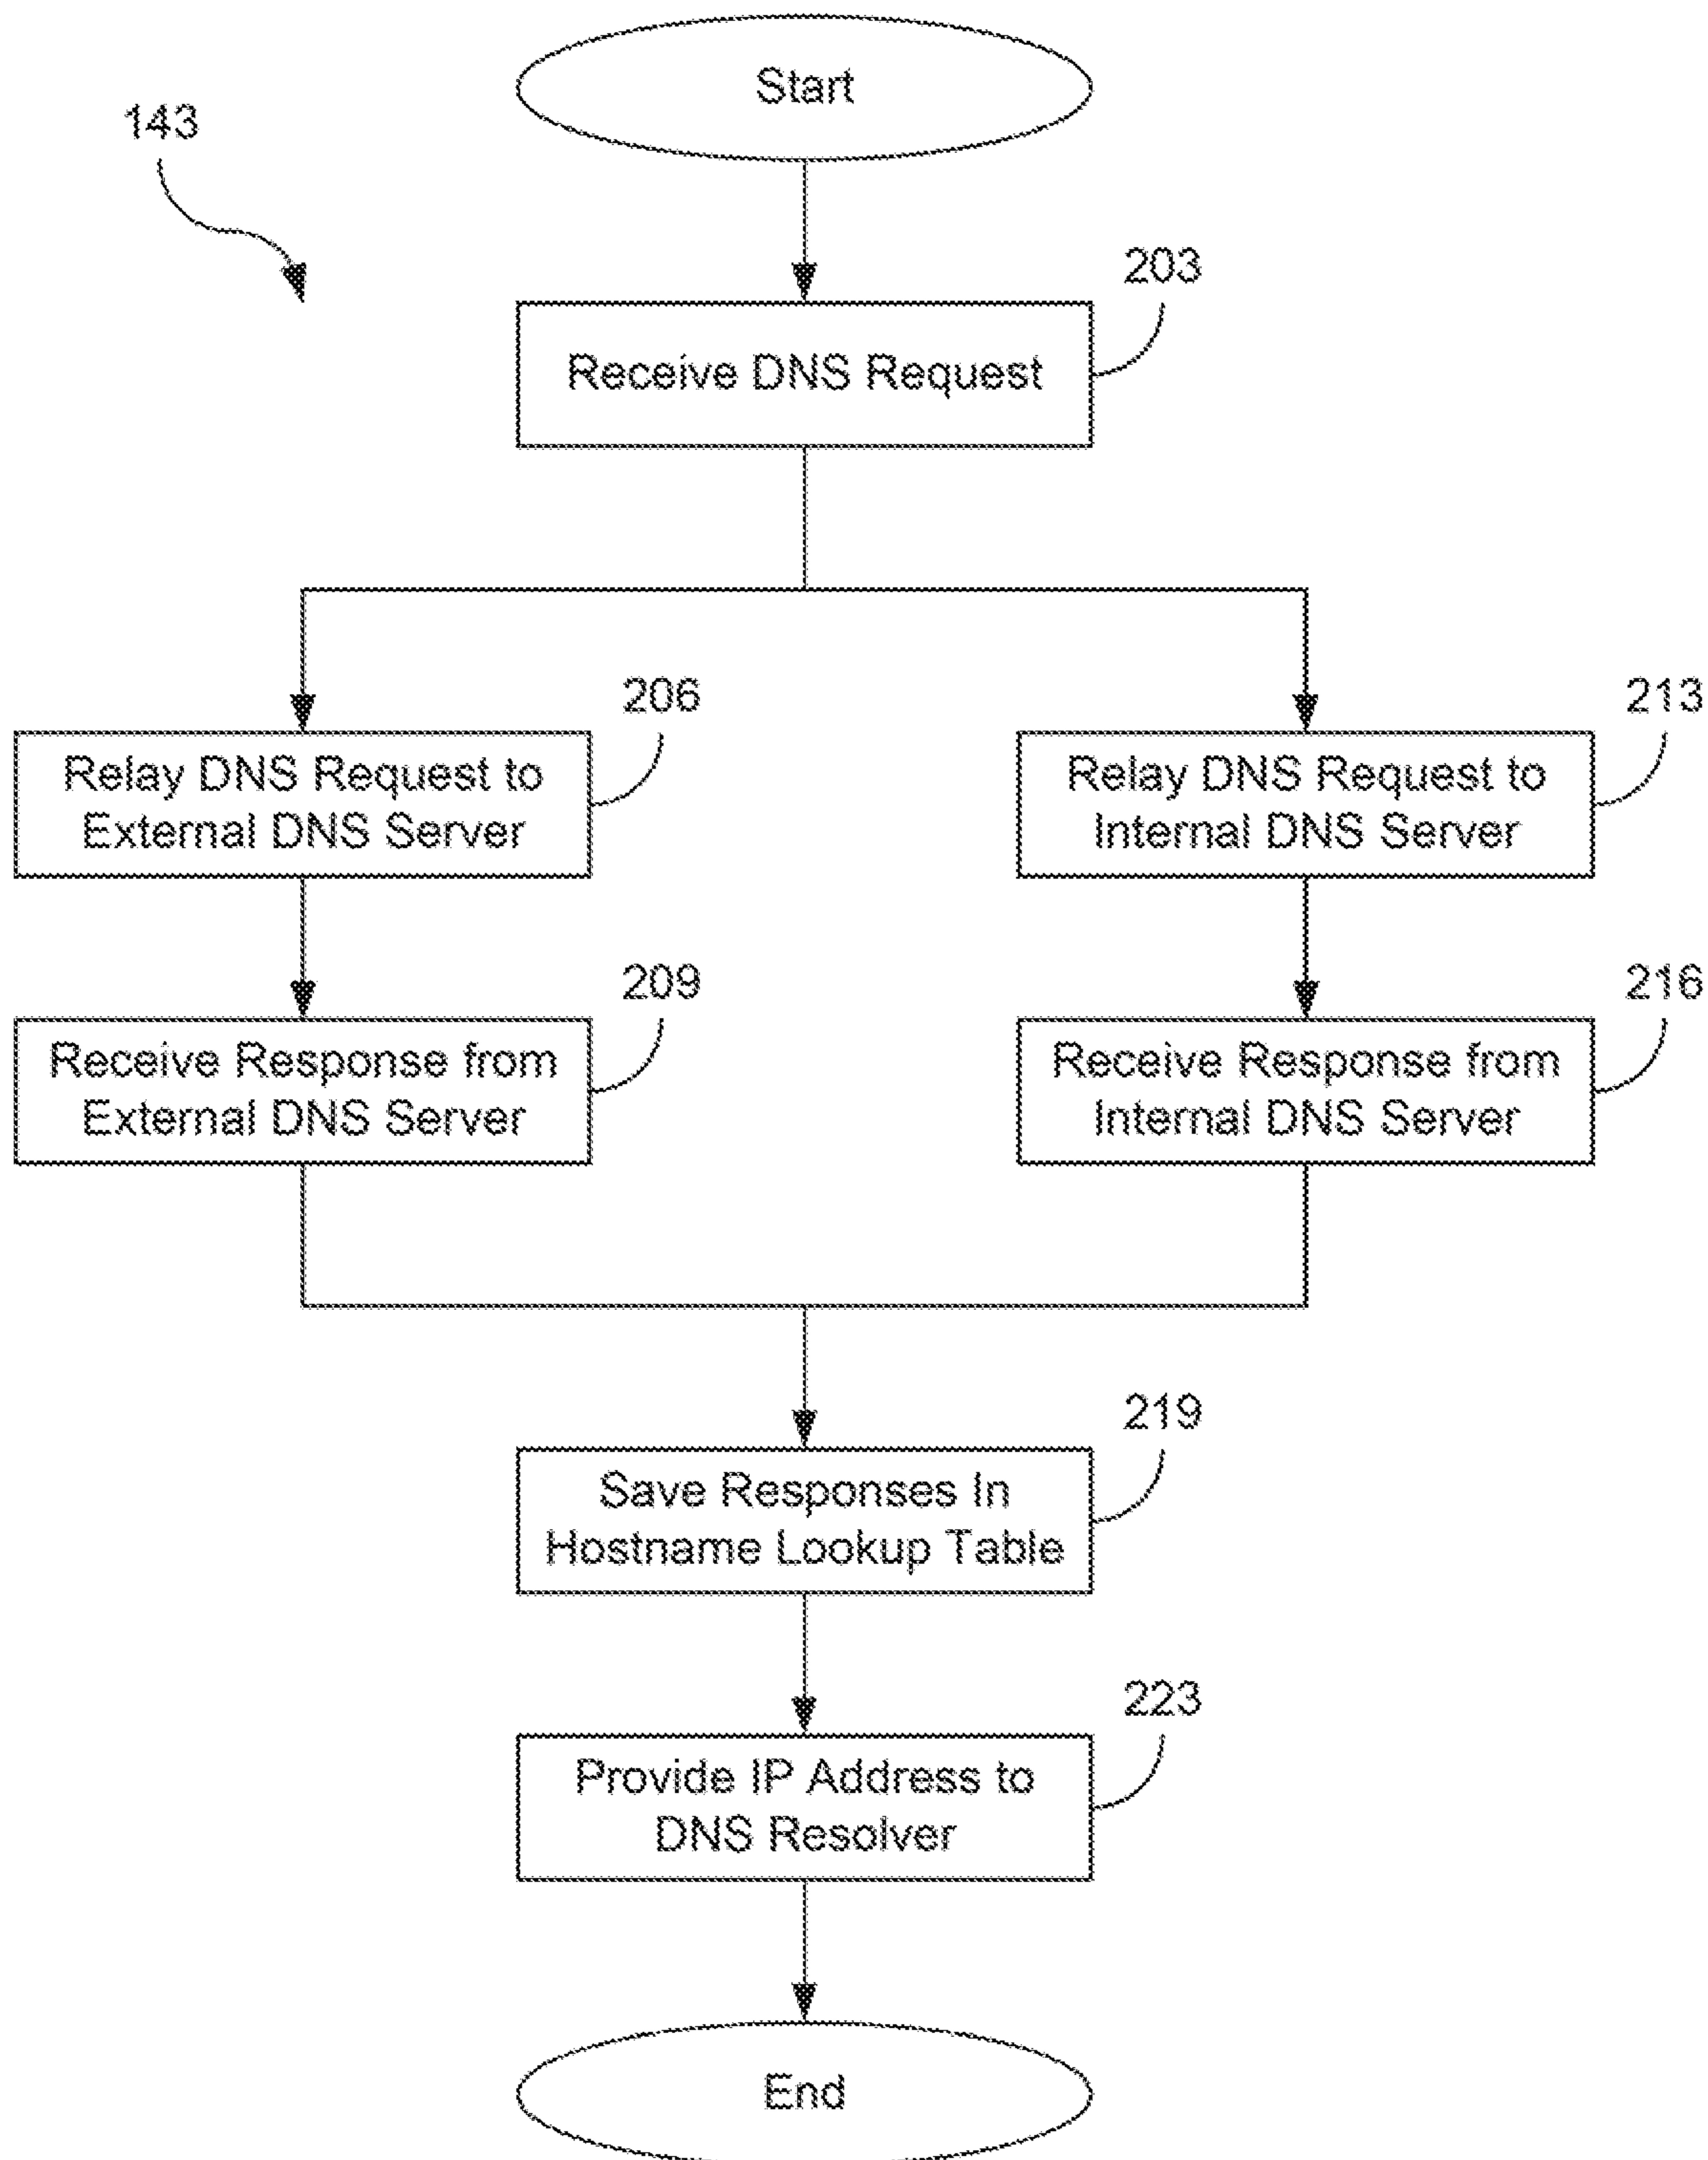 Start
143
203
Receive DNS Request
206
213
Relay DNS Request to
External DNS Server
Relay DNS Request to
Internal DNS Server
209
216
Receive Response from
External DNS Server
Receive Response from
Internal DNS Server
219
Save Responses In
Hostname Lookup Table
223
Provide IP Address to
DNS Resolver
End